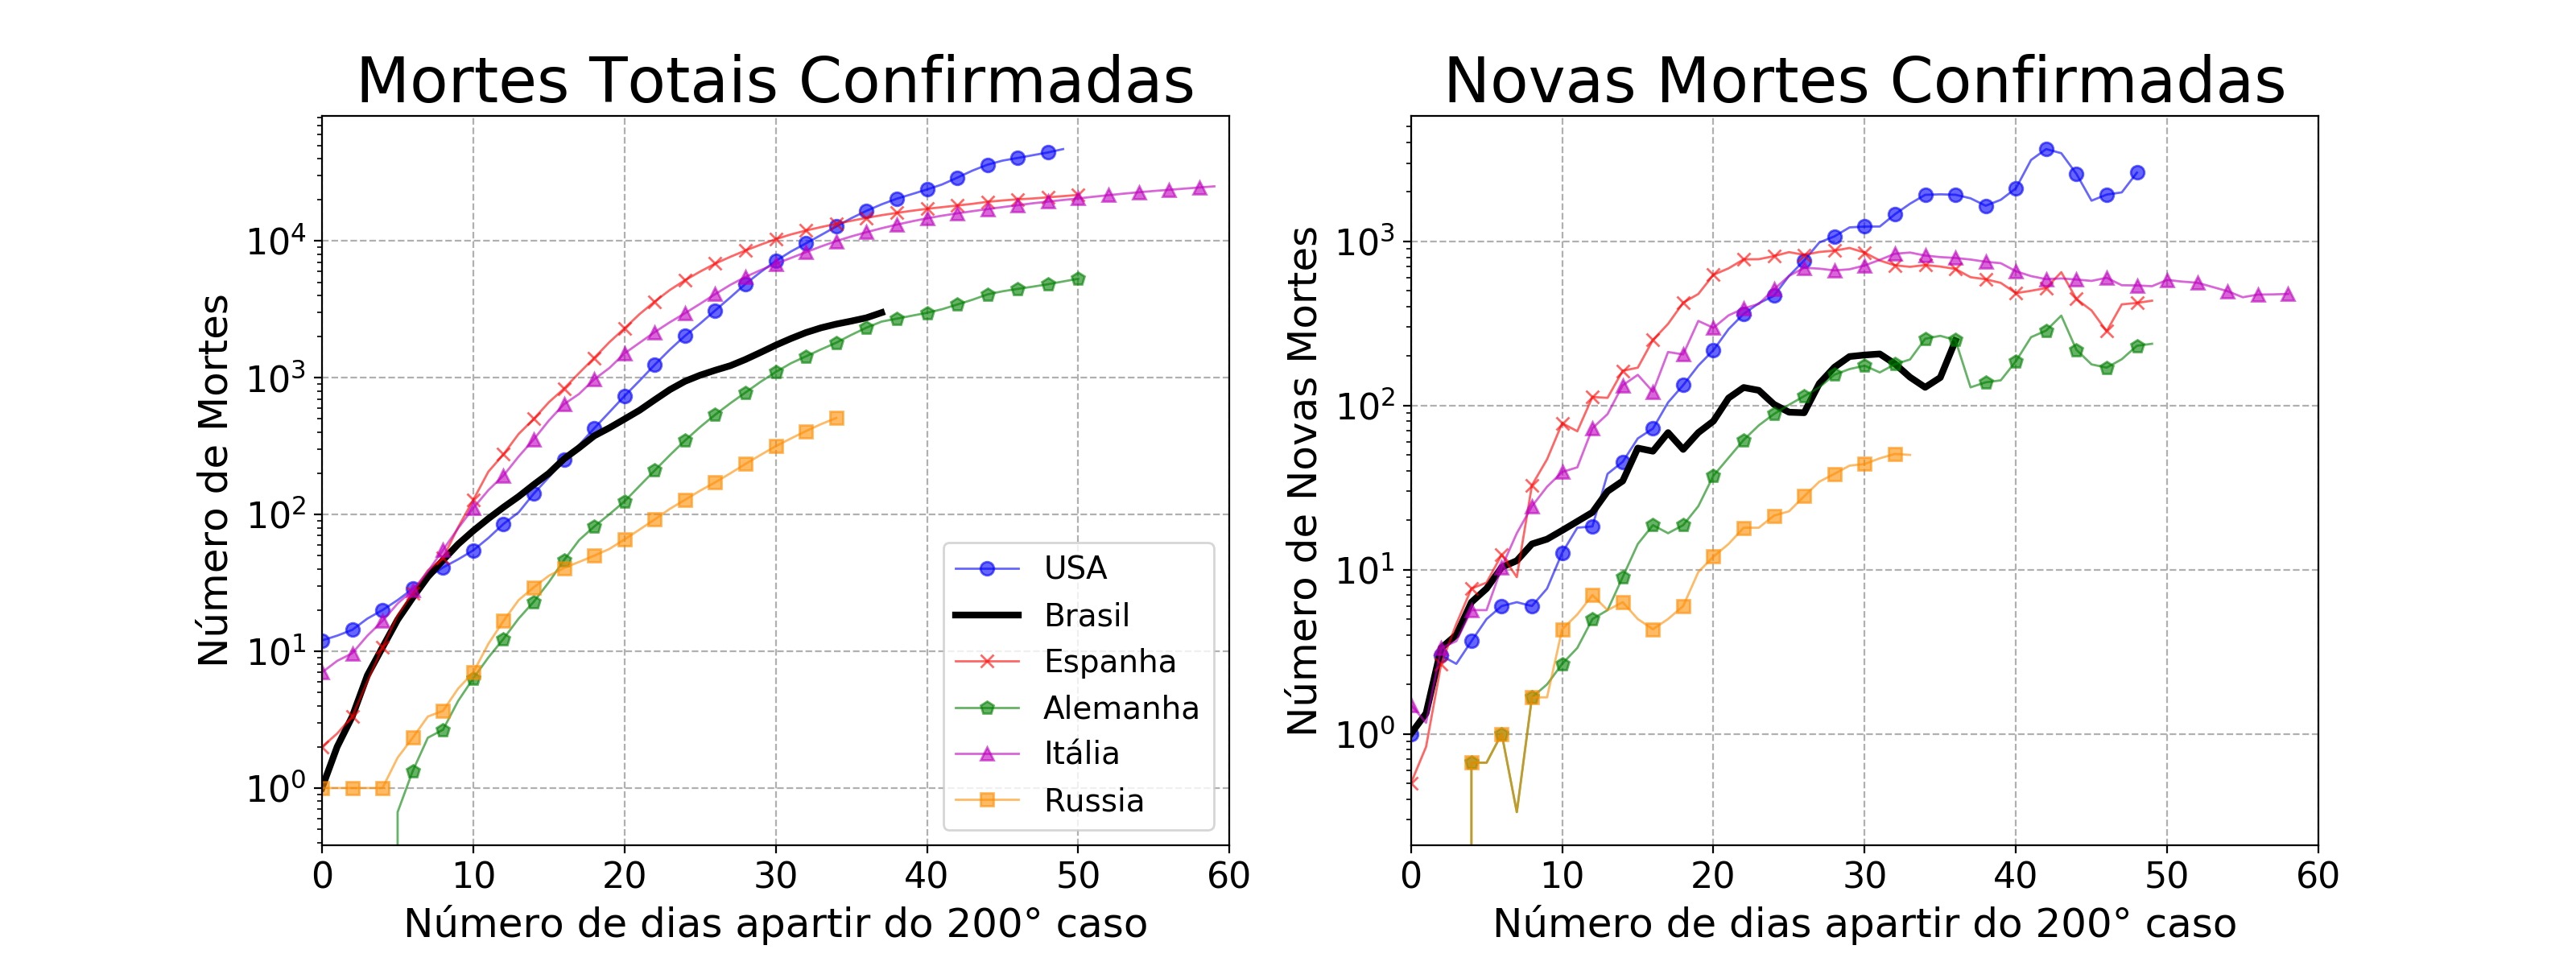 Mortes Totais Confirmadas
Número de Mortes
10⁴
10³
10²
10¹
10⁰
0 10 20 30 40 50 60
Número de dias apartir do 200° caso
USA
Brasil
Espanha
Alemanha
Itália
Russia
Novas Mortes Confirmadas
Número de Novas Mortes
10³
10²
10¹
10⁰
0 10 20 30 40 50 60
Número de dias apartir do 200° caso